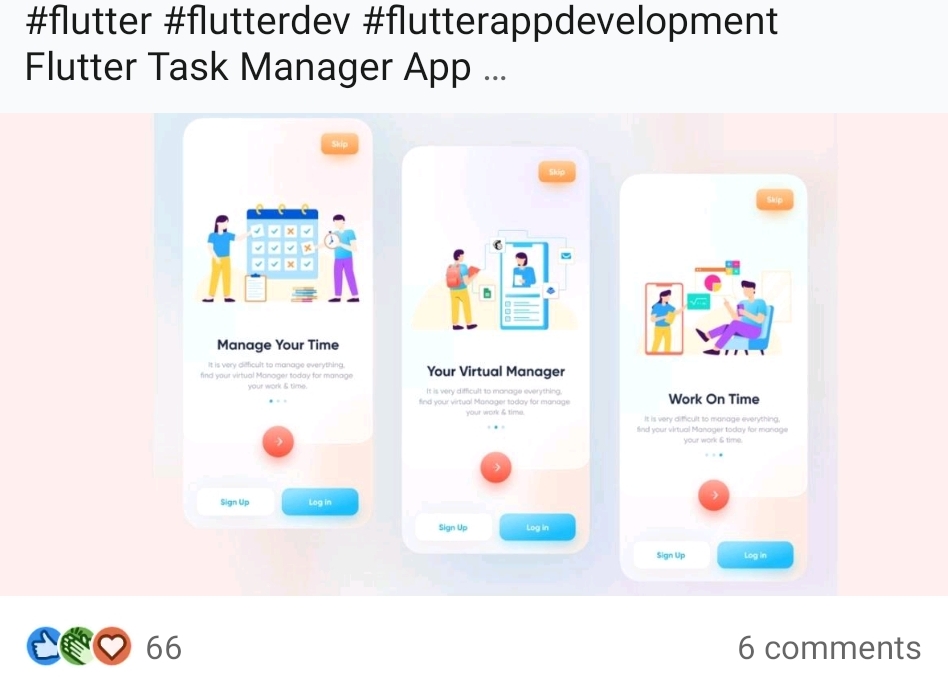 #flutter #flutterdev #flutterappdevelopment
Flutter Task Manager App ...
Skip
Manage Your Time
It is very difficult to manage everything,
find your virtual Manager today for manage
your work & time.
Sign Up
Log in
Skip
Your Virtual Manager
It is very difficult to manage everything,
find your virtual Manager today for manage
your work & time.
Sign Up
Log in
Skip
Work On Time
It is very difficult to manage everything,
find your virtual Manager today for manage
your work & time.
Sign Up
Log in
66
6 comments